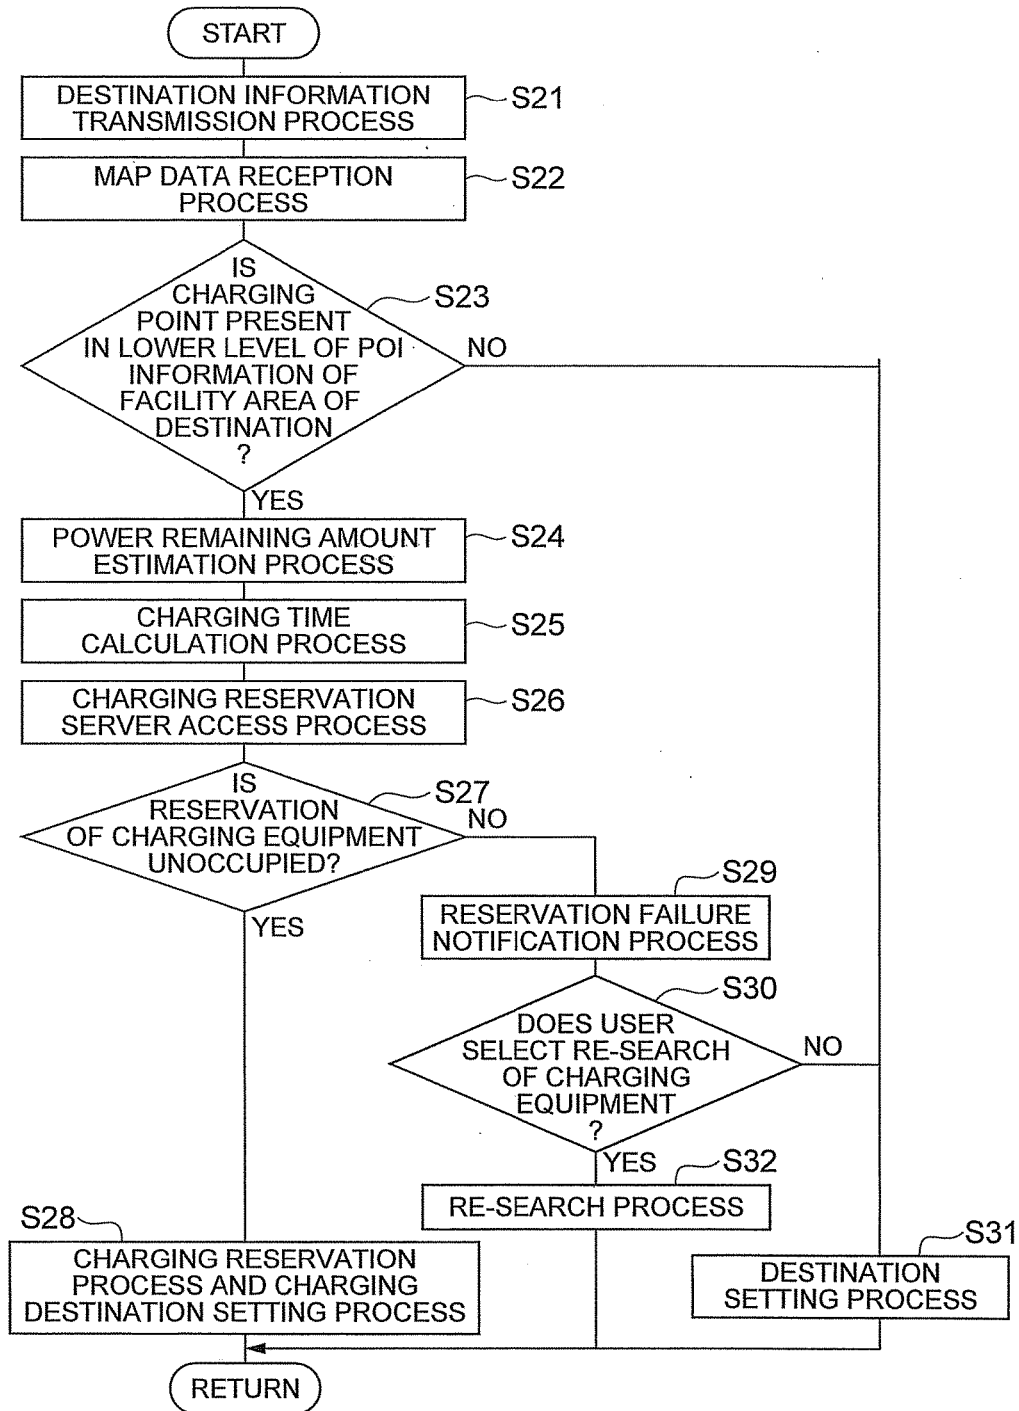 START
DESTINATION INFORMATION
TRANSMISSION PROCESS
S21
MAP DATA RECEPTION
PROCESS
S22
IS
CHARGING
POINT PRESENT
IN LOWER LEVEL OF POI
INFORMATION OF
FACILITY AREA OF
DESTINATION
?
S23
NO
YES
POWER REMAINING AMOUNT
ESTIMATION PROCESS
S24
CHARGING TIME
CALCULATION PROCESS
S25
CHARGING RESERVATION
SERVER ACCESS PROCESS
S26
IS
RESERVATION
OF CHARGING EQUIPMENT
UNOCCUPIED?
S27
NO
YES
S29
RESERVATION FAILURE
NOTIFICATION PROCESS
S30
DOES USER
SELECT RE-SEARCH
OF CHARGING
EQUIPMENT
?
NO
YES
S32
RE-SEARCH PROCESS
S28
CHARGING RESERVATION
PROCESS AND CHARGING
DESTINATION SETTING PROCESS
S31
DESTINATION
SETTING PROCESS
RETURN